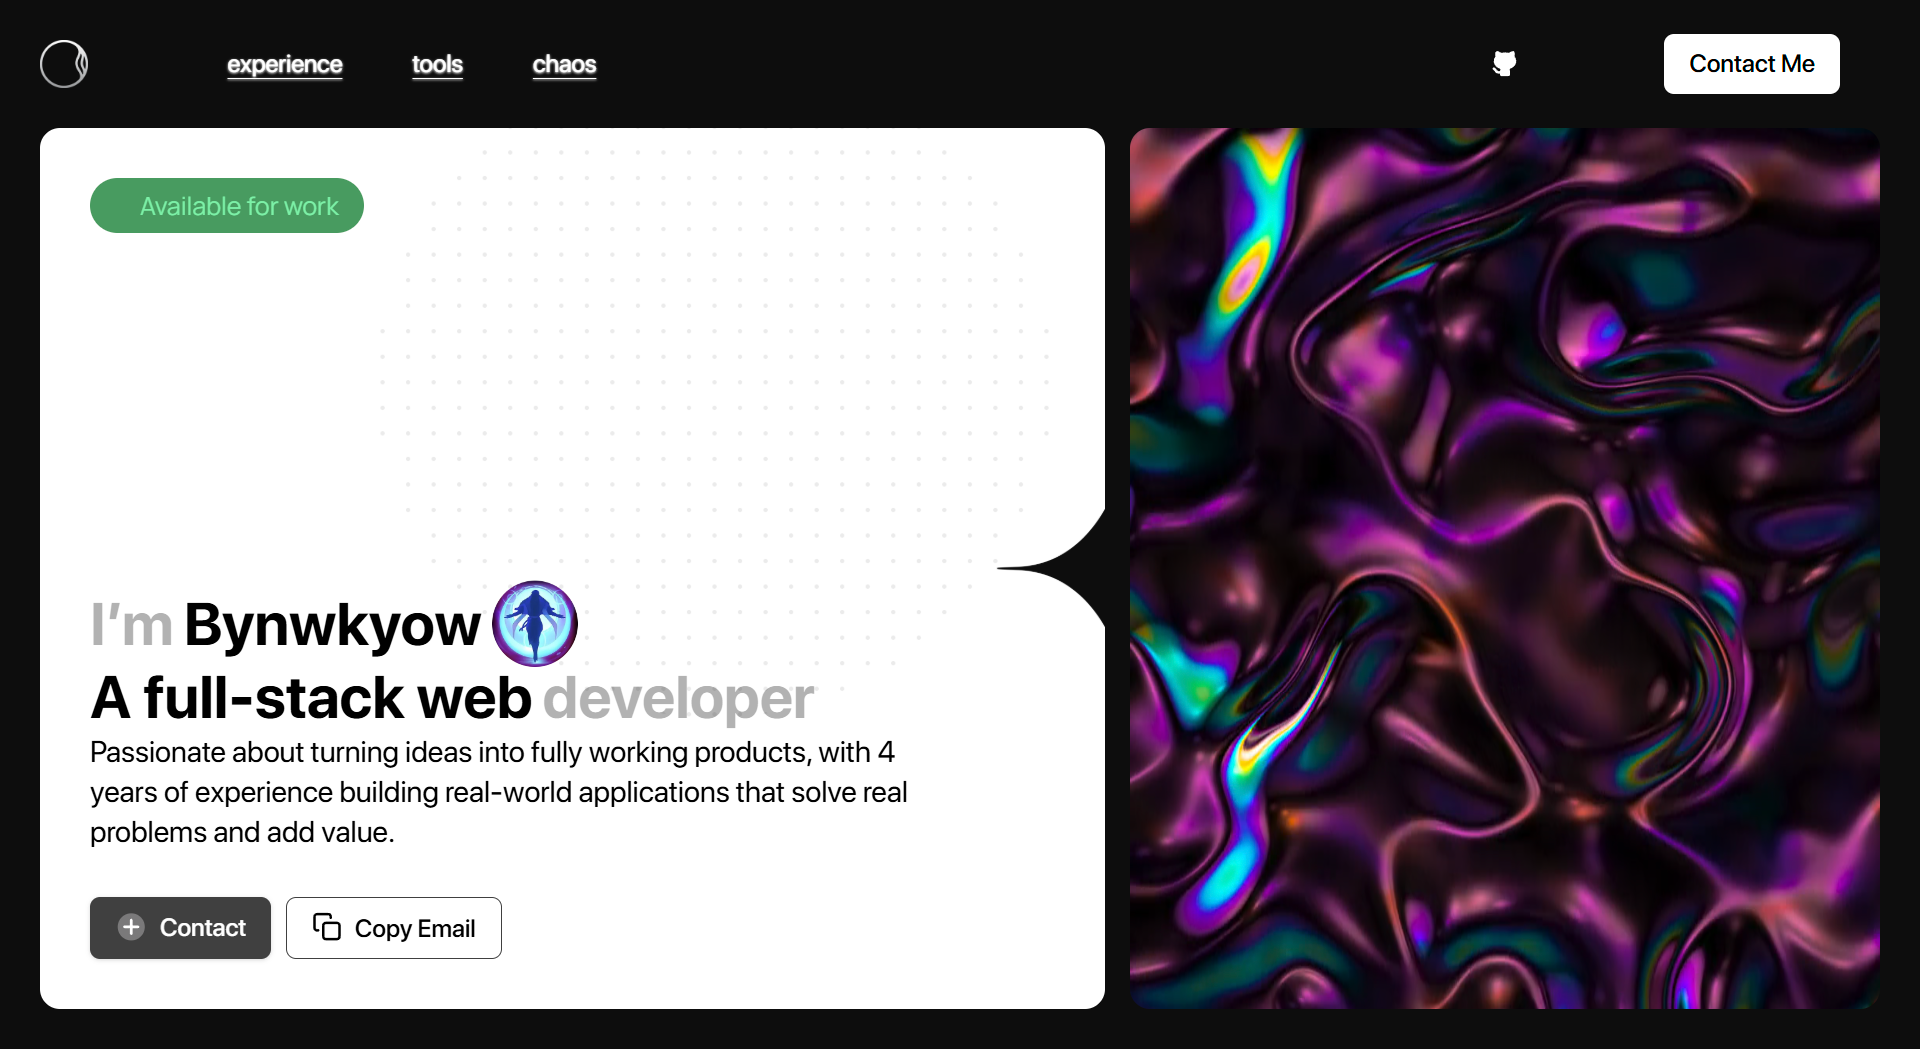 experience tools chaos Contact Me
Available for work
I'm Bynwkyow
A full-stack web developer
Passionate about turning ideas into fully working products, with 4
years of experience building real-world applications that solve real
problems and add value.
Contact Copy Email